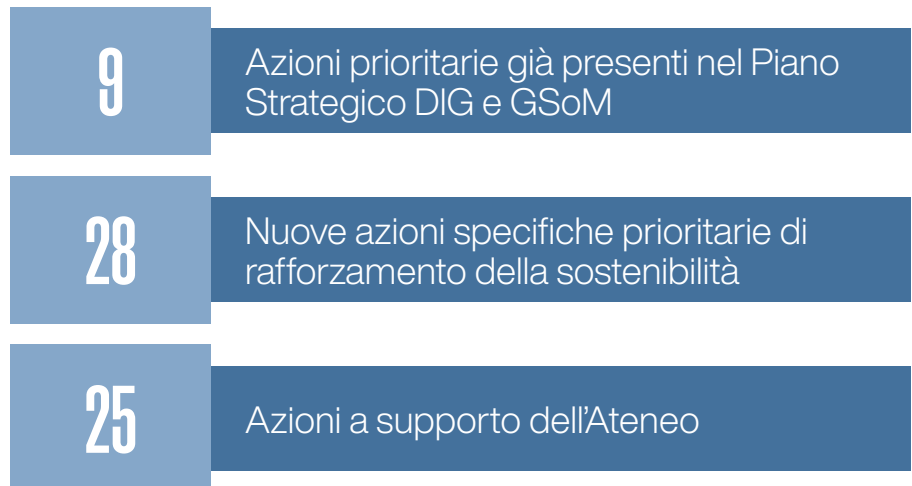 9
Azioni prioritarie già presenti nel Piano
Strategico DIG e GSoM
28
Nuove azioni specifiche prioritarie di
rafforzamento della sostenibilità
25
Azioni a supporto dell'Ateneo